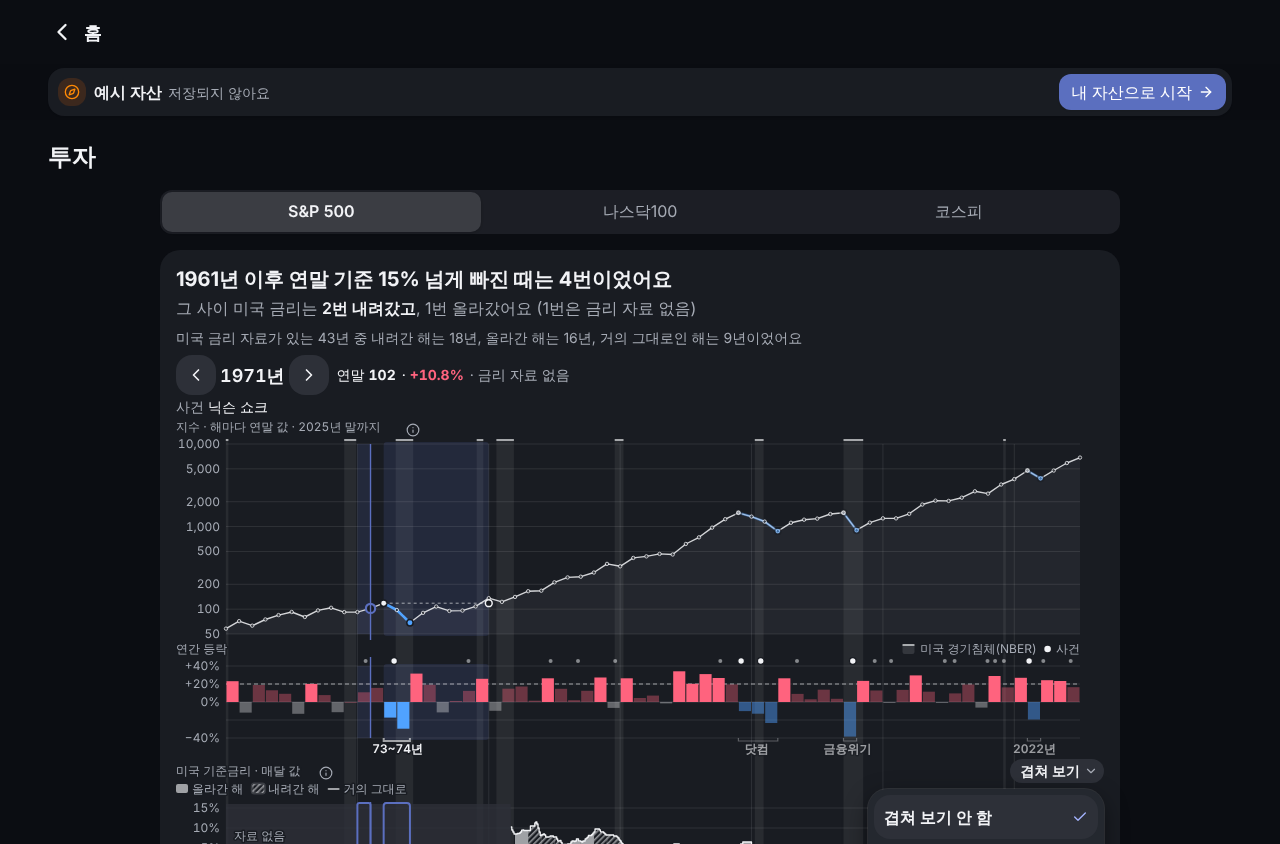 홈
예시 자산 저장되지 않아요
내 자산으로 시작
투자
S&P 500 나스닥100 코스피
1961년 이후 연말 기준 15% 넘게 빠진 때는 4번이었어요
그 사이 미국 금리는 2번 내려갔고, 1번 올라갔어요 (1번은 금리 자료 없음)
미국 금리 자료가 있는 43년 중 내려간 해는 18년, 올라간 해는 16년, 거의 그대로인 해는 9년이었어요
1971년 연말 102 · +10.8% · 금리 자료 없음
사건 닉슨 쇼크
지수 · 해마다 연말 값 · 2025년 말까지
10,000
5,000
2,000
1,000
500
200
100
50
연간 등락 미국 경기침체(NBER) 사건
+40%
+20%
0%
−40%
73~74년 닷컴 금융위기 2022년
미국 기준금리 · 매달 값
겹쳐 보기
올라간 해 내려간 해 거의 그대로
15%
10%
자료 없음
겹쳐 보기 안 함